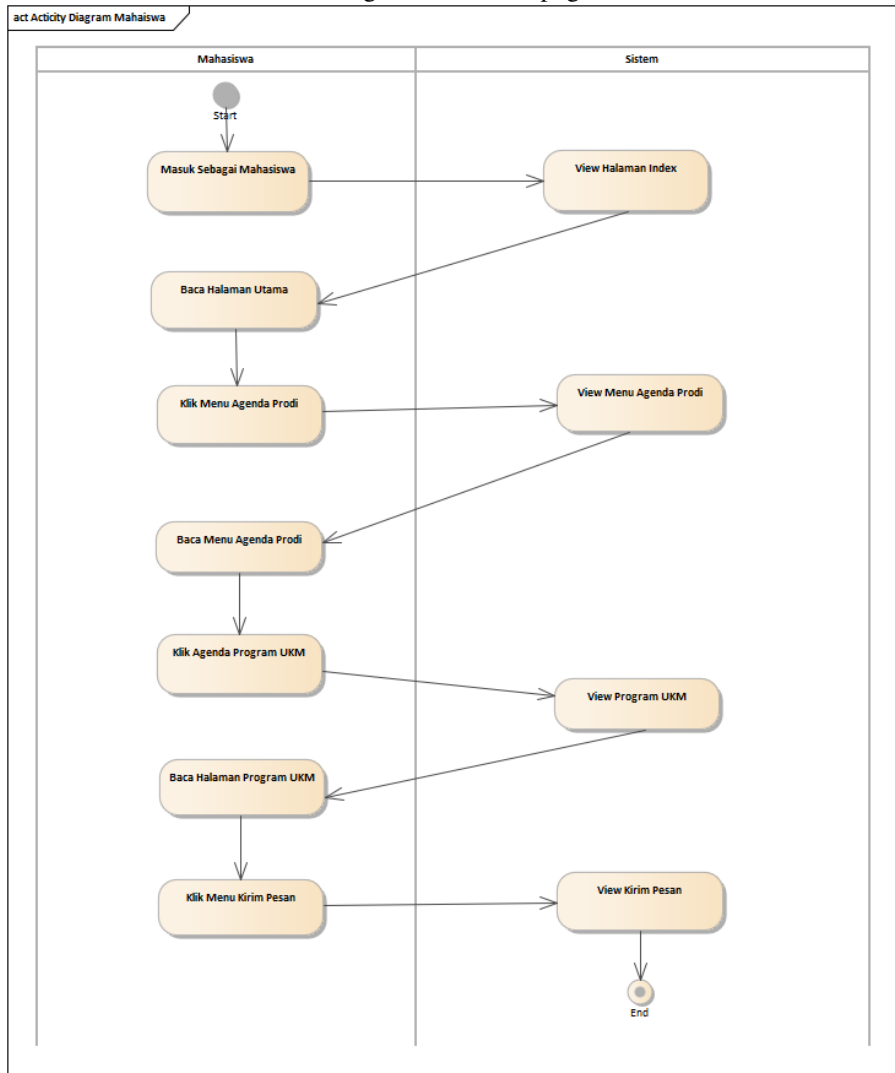 act Acticity Diagram Mahaiswa
Mahasiswa
Sistem
Start
Masuk Sebagai Mahasiswa
View Halaman Index
Baca Halaman Utama
Klik Menu Agenda Prodi
View Menu Agenda Prodi
Baca Menu Agenda Prodi
Klik Agenda Program UKM
View Program UKM
Baca Halaman Program UKM
Klik Menu Kirim Pesan
View Kirim Pesan
End